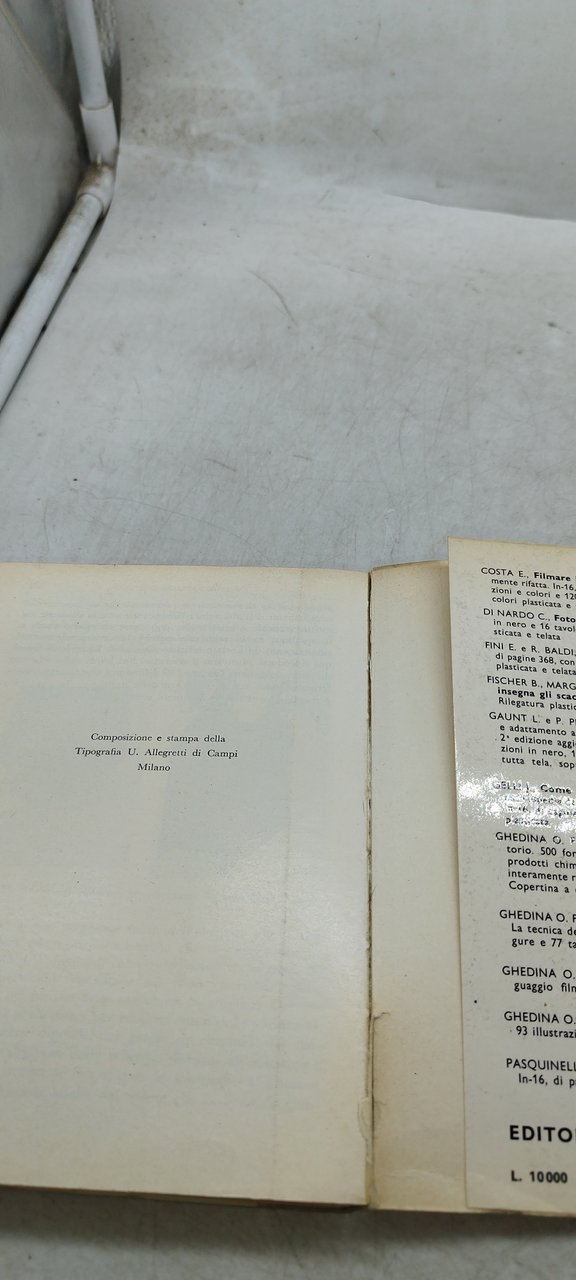 Composizione e stampa della
Tipografia U. Allegretti di Campi
Milano
COSTA E., Filmare
mente rifatta. In-16,
zioni e colori e 120
colori plasticata e
DI NARDO C., Foto
in nero e 16 tavol
sticata e telata
FINI E. e R. BALDI,
di pagine 368, con
plasticata e telata
FISCHER B., MARG
insegna gli scac
Rilegatura plastic
GAUNT L. e P. P
e adattamento a
2ª edizione aggi
zioni in nero, 1
tutta tela, sop
Come
GHEDINA O. F
torio. 500 for
prodotti chim
interamente r
Copertina a
GHEDINA O. F
La tecnica de
gure e 77 ta
GHEDINA O.
guaggio film
GHEDINA O.
93 illustrazi
PASQUINELL
In-16, di p
EDITO
L. 10000